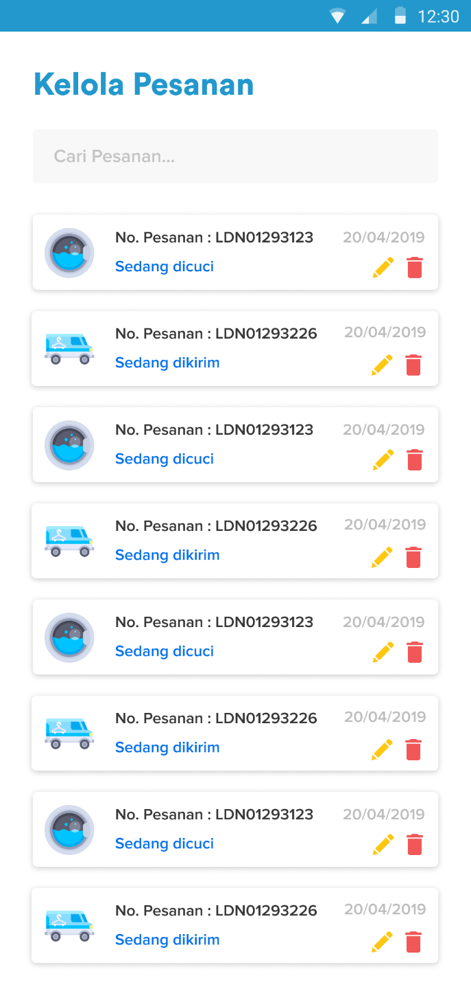 12:30
Kelola Pesanan
Cari Pesanan...
No. Pesanan : LDN01293123 20/04/2019
Sedang dicuci
No. Pesanan : LDN01293226 20/04/2019
Sedang dikirim
No. Pesanan : LDN01293123 20/04/2019
Sedang dicuci
No. Pesanan : LDN01293226 20/04/2019
Sedang dikirim
No. Pesanan : LDN01293123 20/04/2019
Sedang dicuci
No. Pesanan : LDN01293226 20/04/2019
Sedang dikirim
No. Pesanan : LDN01293123 20/04/2019
Sedang dicuci
No. Pesanan : LDN01293226 20/04/2019
Sedang dikirim